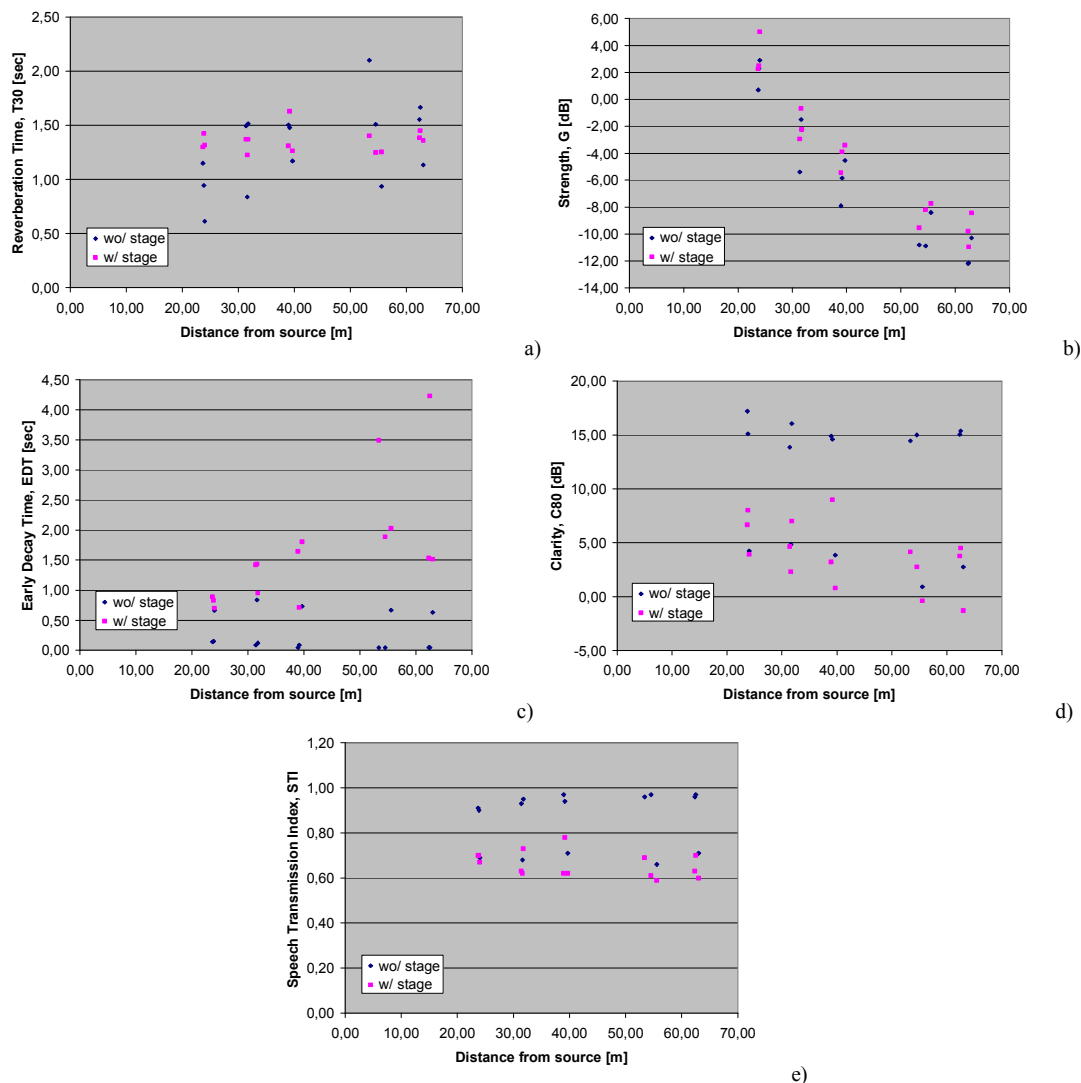 Reverberation Time, T30 [sec]
2,50
2,00
1,50
1,00
0,50
0,00
wo/ stage
w/ stage
0,00 10,00 20,00 30,00 40,00 50,00 60,00 70,00
Distance from source [m]
a)
Strength, G [dB]
6,00
4,00
2,00
0,00
-2,00
-4,00
-6,00
-8,00
-10,00
-12,00
-14,00
wo/ stage
w/ stage
0,00 10,00 20,00 30,00 40,00 50,00 60,00 70,00
Distance from source [m]
b)
Early Decay Time, EDT [sec]
4,50
4,00
3,50
3,00
2,50
2,00
1,50
1,00
0,50
0,00
wo/ stage
w/ stage
0,00 10,00 20,00 30,00 40,00 50,00 60,00 70,00
Distance from source [m]
c)
Clarity, C80 [dB]
20,00
15,00
10,00
5,00
0,00
-5,00
wo/ stage
w/ stage
0,00 10,00 20,00 30,00 40,00 50,00 60,00 70,00
Distance from source [m]
d)
Speech Transmission Index, STI
1,20
1,00
0,80
0,60
0,40
0,20
0,00
wo/ stage
w/ stage
0,00 10,00 20,00 30,00 40,00 50,00 60,00 70,00
Distance from source [m]
e)